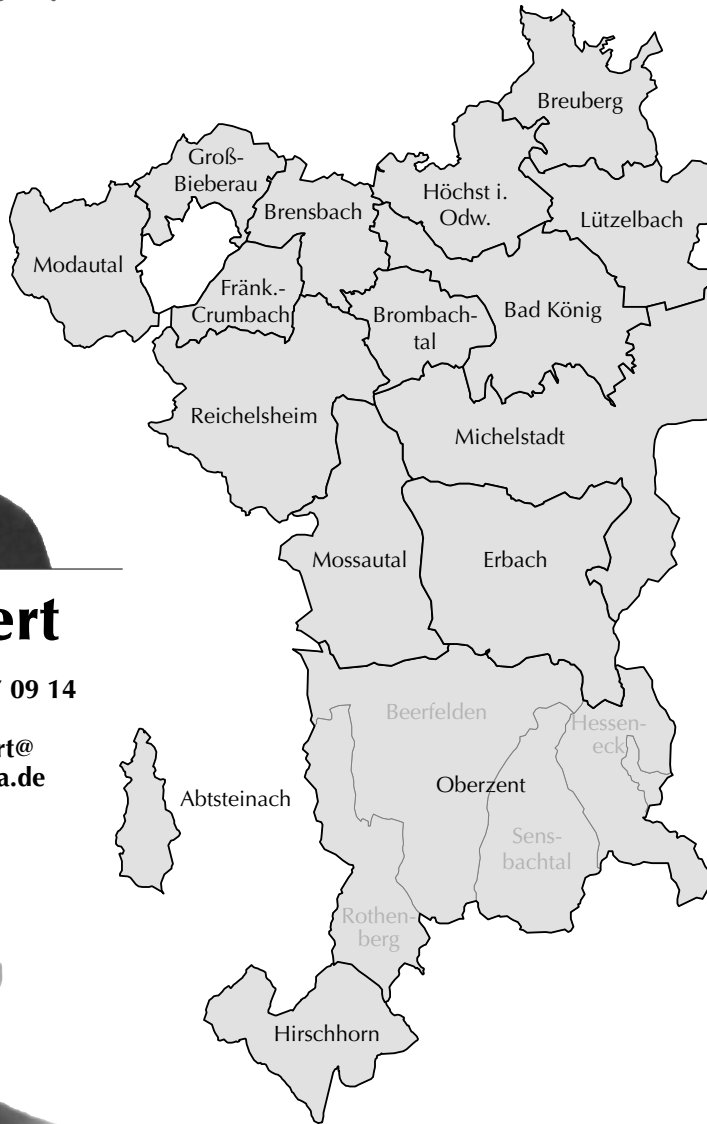 Breuberg
Groß-
Bieberau
Höchst i.
Odw.
Brensbach
Lützelbach
Modautal
Fränk.-
Crumbach
Brombach-
tal
Bad König
Reichelsheim
Michelstadt
Mossautal
Erbach
ert
09 14
rt@
a.de
Beerfelden
Hessen-
eck
Abtsteinach
Oberzent
Sens-
bachtal
Rothen-
berg
Hirschhorn